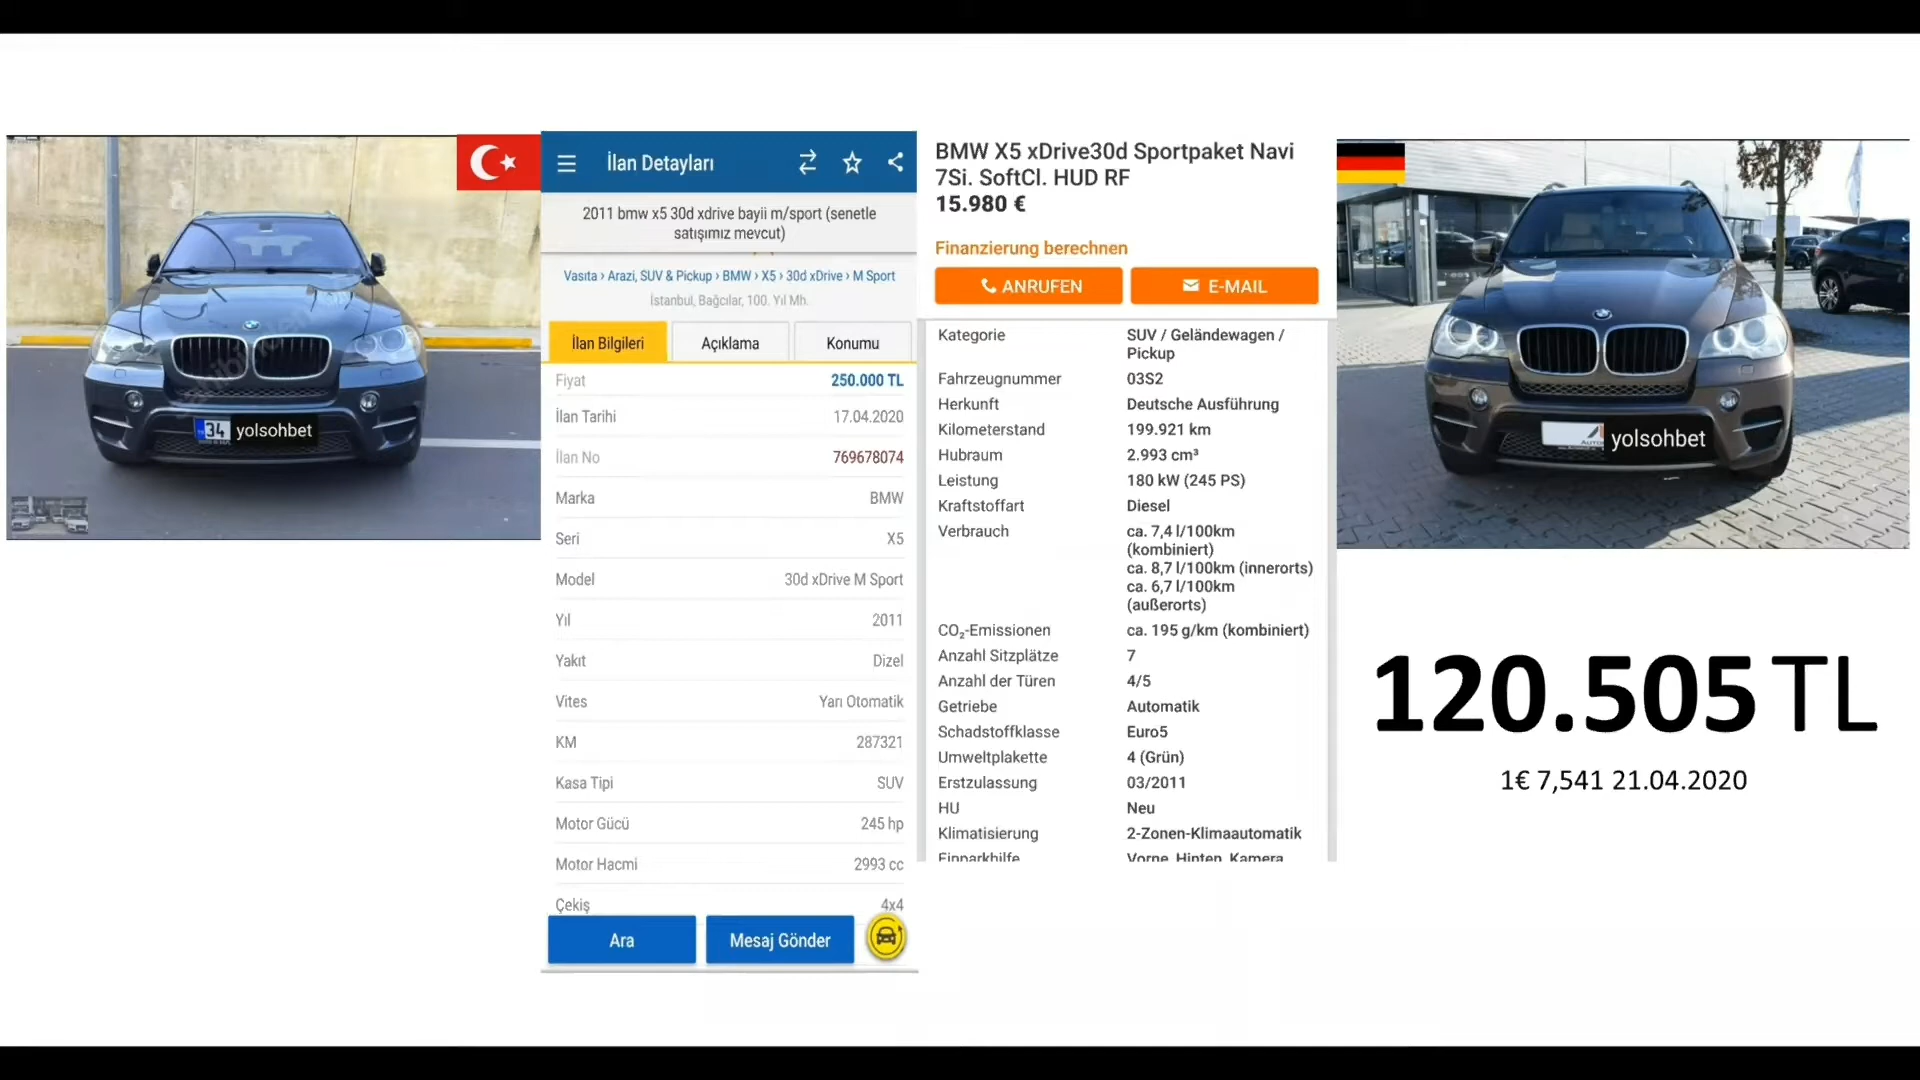 34 yolsohbet
İlan Detayları
2011 bmw x5 30d xdrive bayii m/sport (senetle
satışımız mevcut)
Vasıta › Arazi, SUV & Pickup › BMW › X5 › 30d xDrive › M Sport
İstanbul, Bağcılar, 100. Yıl Mh.
İlan Bilgileri
Açıklama
Konumu
Fiyat 250.000 TL
İlan Tarihi 17.04.2020
İlan No 769678074
Marka BMW
Seri X5
Model 30d xDrive M Sport
Yıl 2011
Yakıt Dizel
Vites Yarı Otomatik
KM 287321
Kasa Tipi SUV
Motor Gücü 245 hp
Motor Hacmi 2993 cc
Çekiş 4x4
Ara
Mesaj Gönder
BMW X5 xDrive30d Sportpaket Navi
7Si. SoftCl. HUD RF
15.980 €
Finanzierung berechnen
ANRUFEN
E-MAIL
Kategorie SUV / Geländewagen /
Pickup
Fahrzeugnummer 03S2
Herkunft Deutsche Ausführung
Kilometerstand 199.921 km
Hubraum 2.993 cm³
Leistung 180 kW (245 PS)
Kraftstoffart Diesel
Verbrauch ca. 7,4 l/100km
(kombiniert)
ca. 8,7 l/100km (innerorts)
ca. 6,7 l/100km
(außerorts)
CO₂-Emissionen ca. 195 g/km (kombiniert)
Anzahl Sitzplätze 7
Anzahl der Türen 4/5
Getriebe Automatik
Schadstoffklasse Euro5
Umweltplakette 4 (Grün)
Erstzulassung 03/2011
HU Neu
Klimatisierung 2-Zonen-Klimaautomatik
Einparkhilfe Vorne, Hinten, Kamera
yolsohbet
120.505 TL
1€ 7,541 21.04.2020